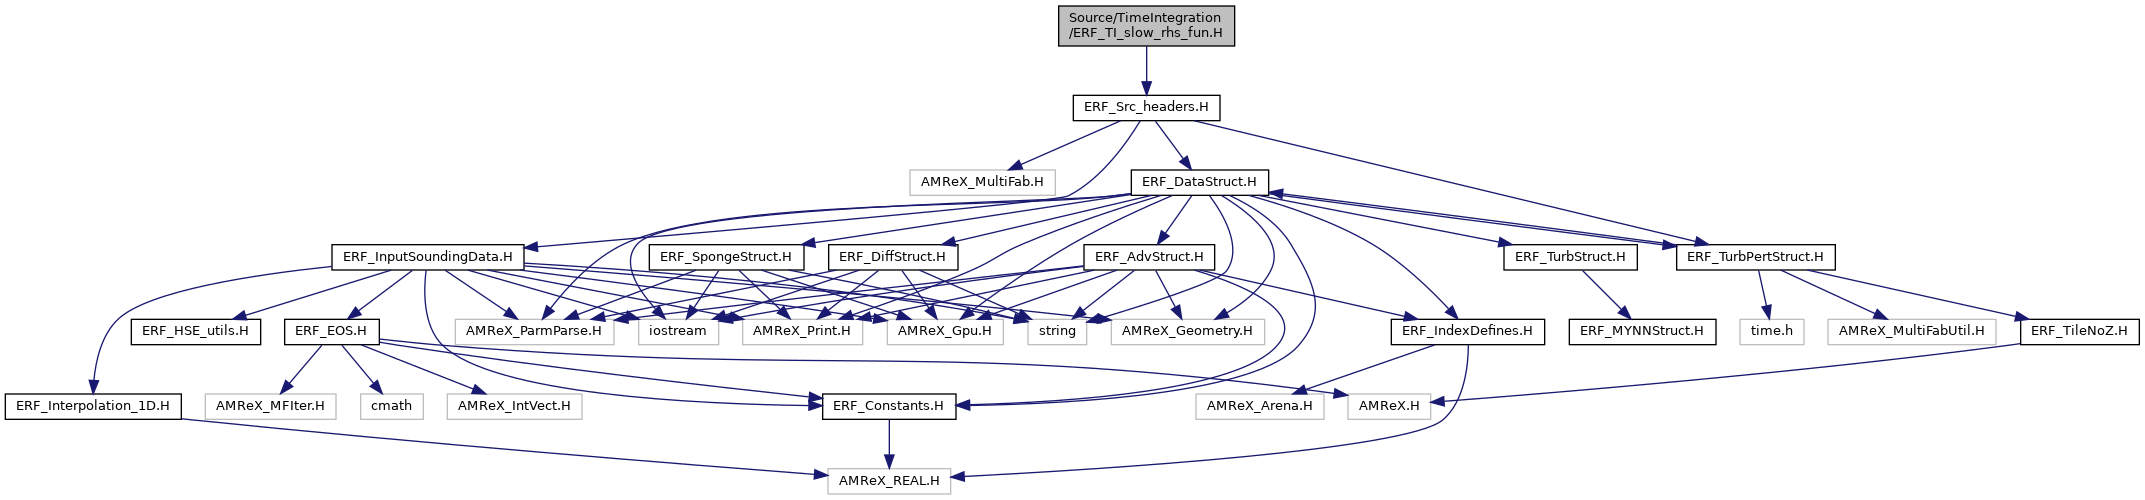 Source/TimeIntegration
/ERF_TI_slow_rhs_fun.H
ERF_Src_headers.H
AMReX_MultiFab.H
ERF_DataStruct.H
ERF_InputSoundingData.H
ERF_SpongeStruct.H
ERF_DiffStruct.H
ERF_AdvStruct.H
ERF_TurbStruct.H
ERF_TurbPertStruct.H
ERF_HSE_utils.H
ERF_EOS.H
AMReX_ParmParse.H
iostream
AMReX_Print.H
AMReX_Gpu.H
string
AMReX_Geometry.H
ERF_IndexDefines.H
ERF_MYNNStruct.H
time.h
AMReX_MultiFabUtil.H
ERF_TileNoZ.H
ERF_Interpolation_1D.H
AMReX_MFIter.H
cmath
AMReX_IntVect.H
ERF_Constants.H
AMReX_Arena.H
AMReX.H
AMReX_REAL.H